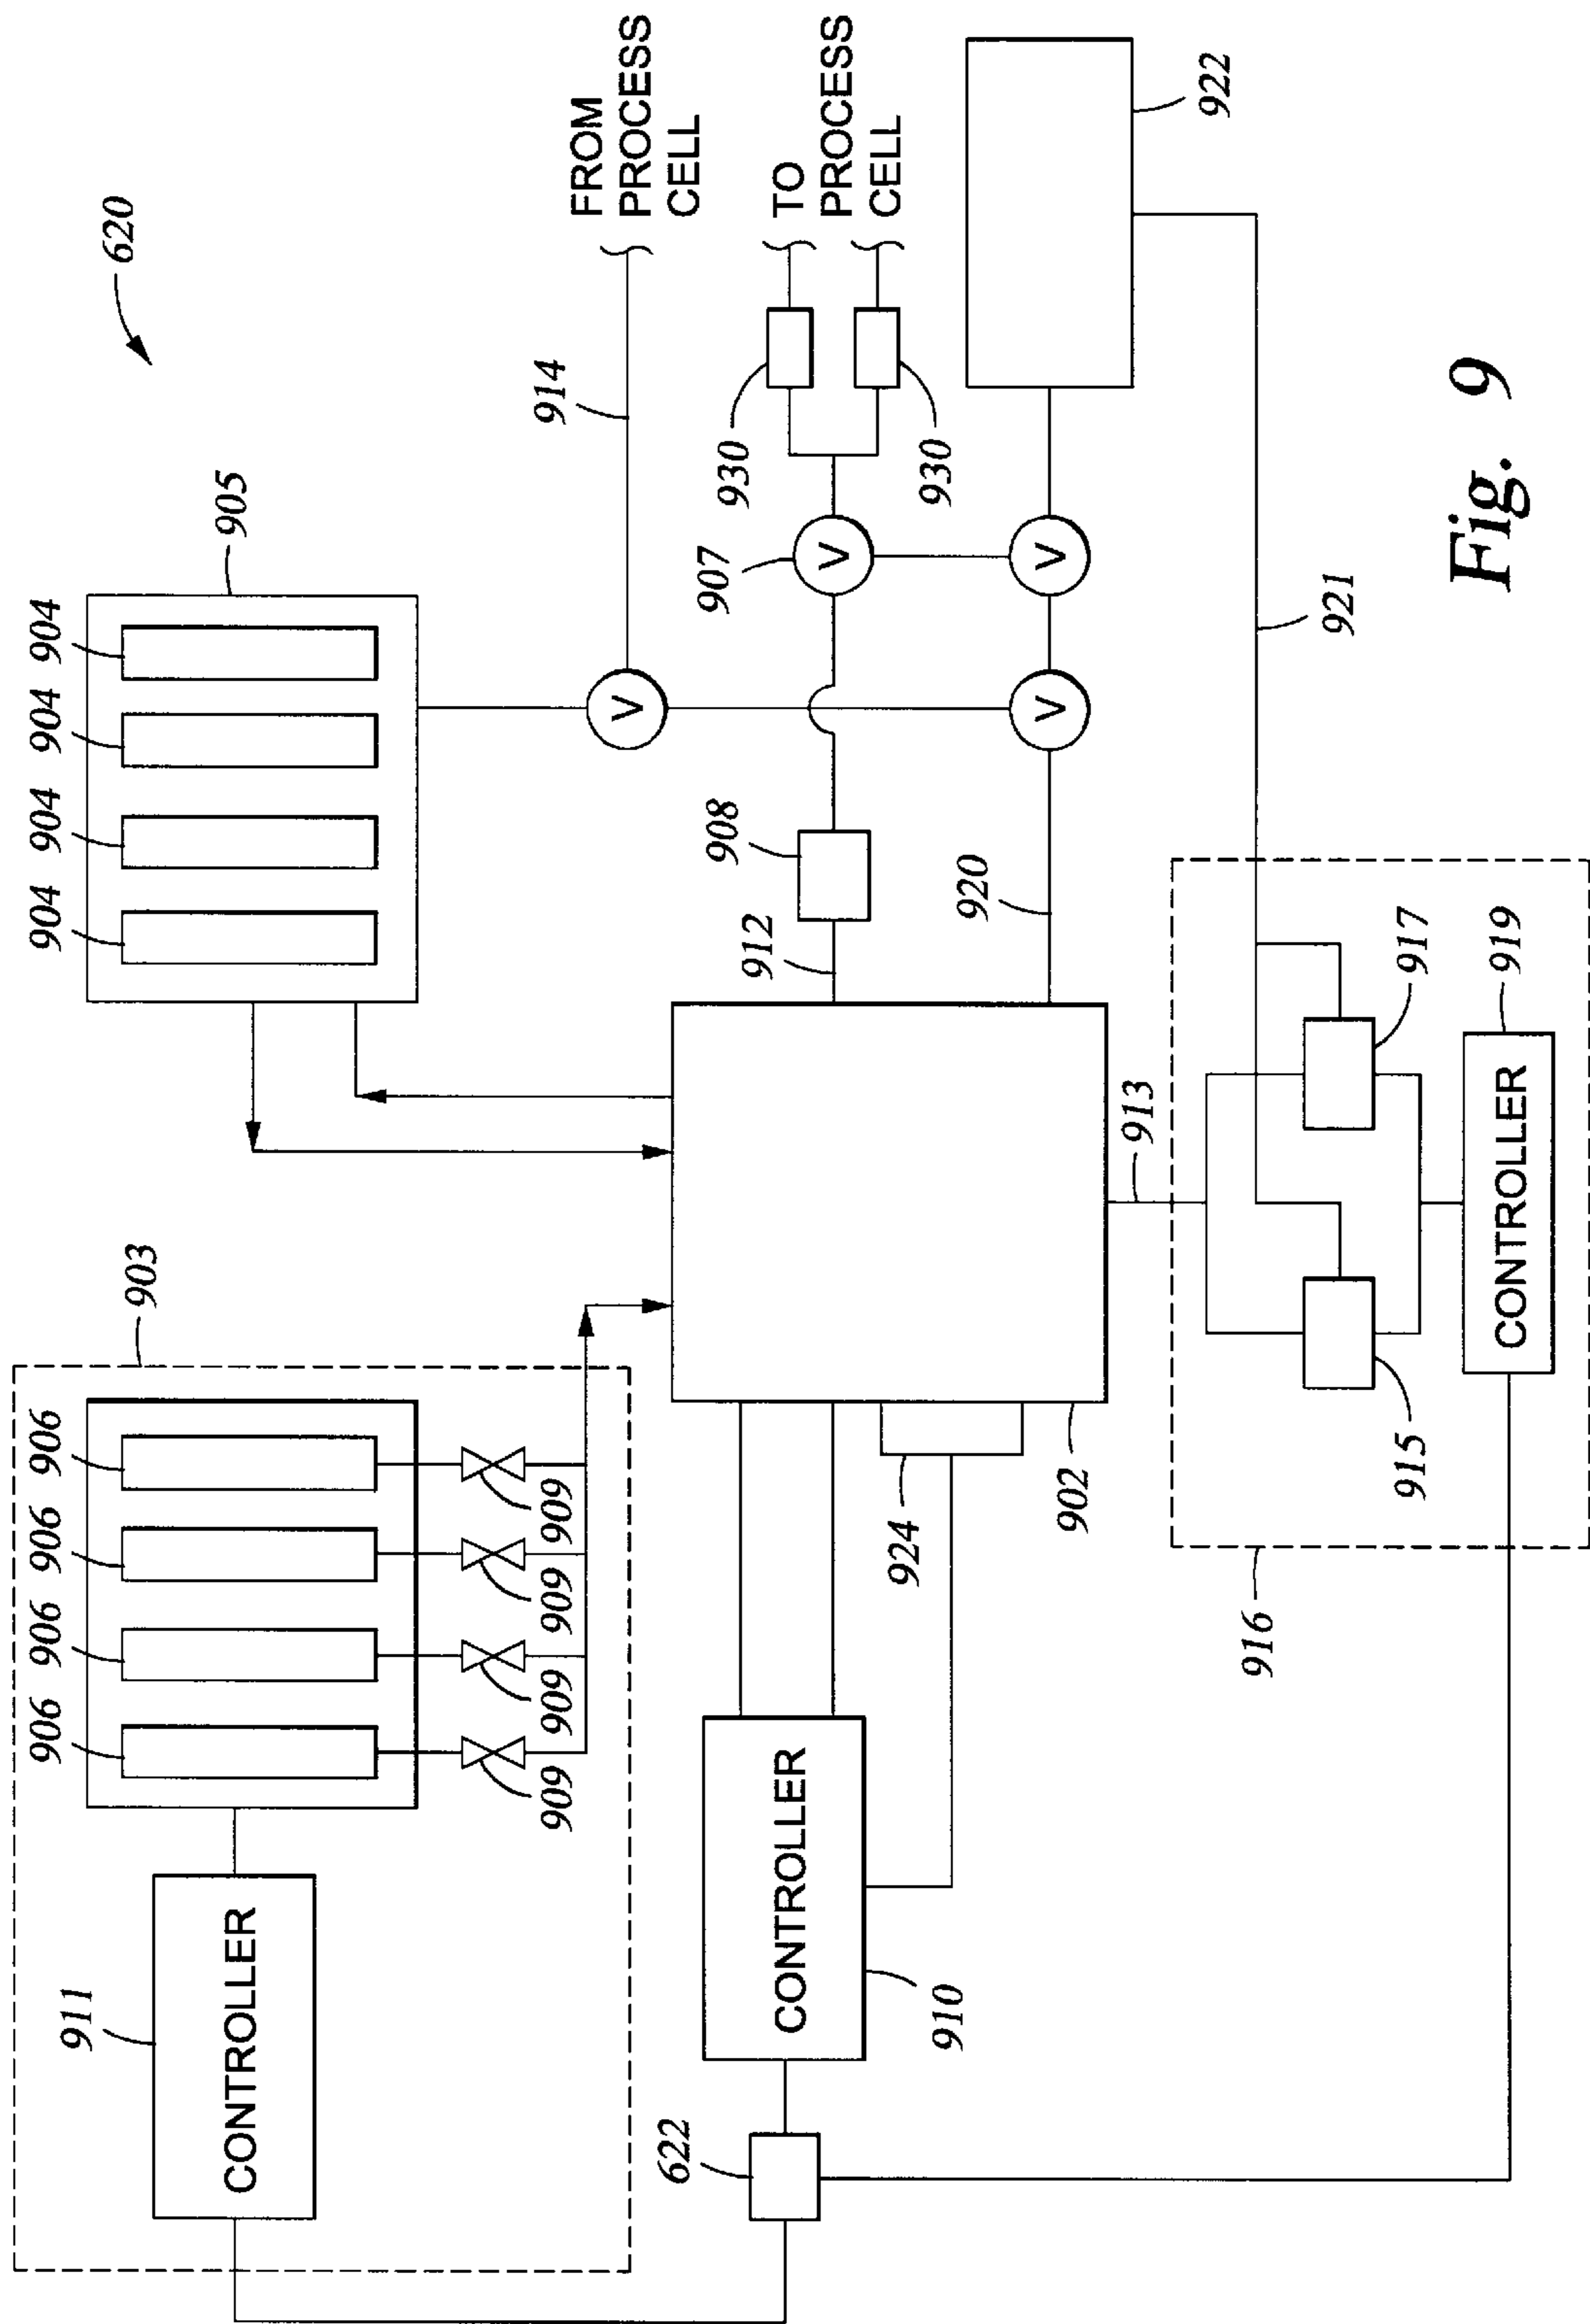 906
906
906
906
904
904
904
904
911
620
903
905
CONTROLLER
909
909
909
909
914
FROM
PROCESS
CELL
V
622
908
907
930
912
TO
PROCESS
CELL
CONTROLLER
V
924
910
930
920
V
V
902
913
922
916
921
915
917
CONTROLLER
919
Fig. 9